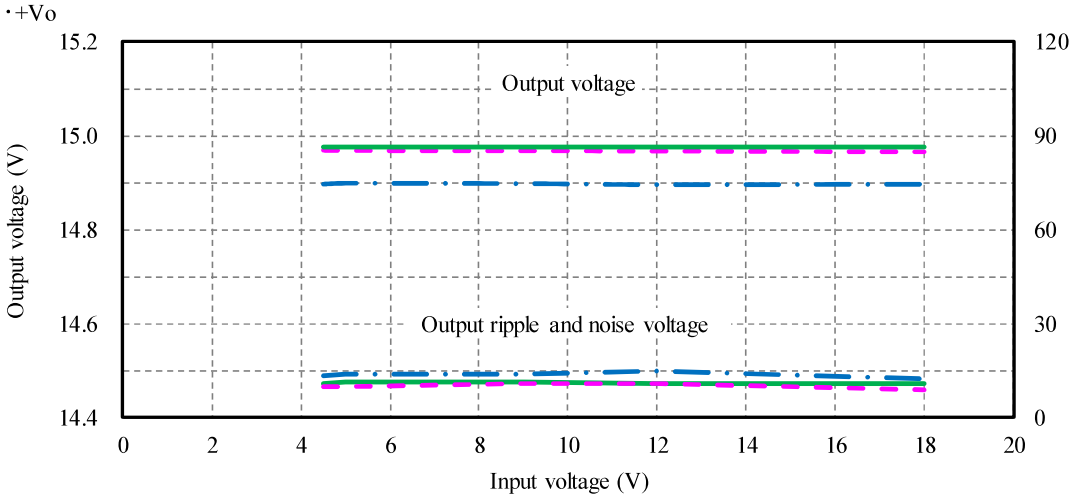 ·+Vo
15.2
15.0
14.8
14.6
14.4
Output voltage (V)
120
90
60
30
0
Output voltage
Output ripple and noise voltage
0 2 4 6 8 10 12 14 16 18 20
Input voltage (V)